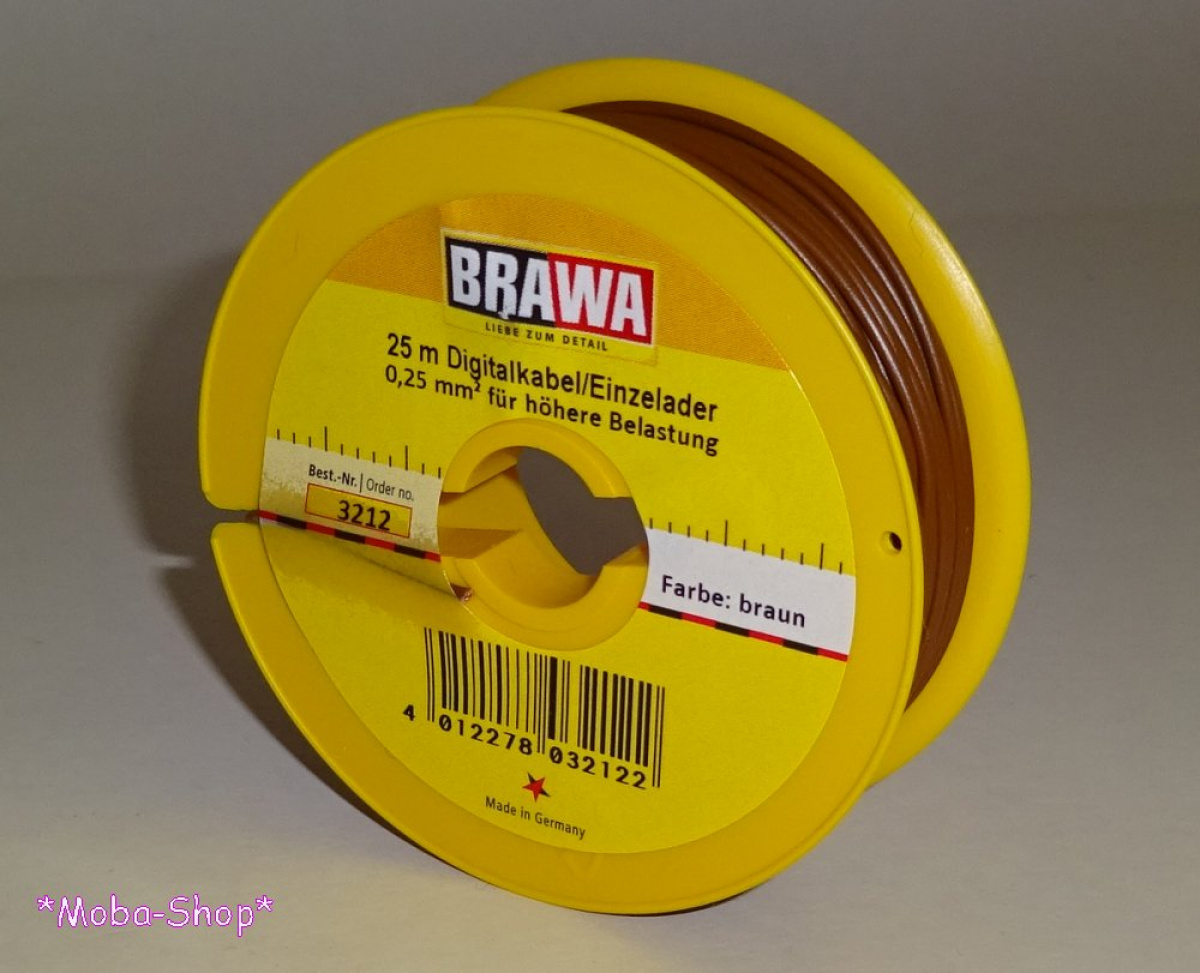 BRAWA
LIEBE ZUM DETAIL
25 m Digitalkabel/Einzelader
0,25 mm² für höhere Belastung
Best.-Nr. | Order no.
3212
Farbe: braun
4 012278 032122
Made in Germany
*Moba-Shop*